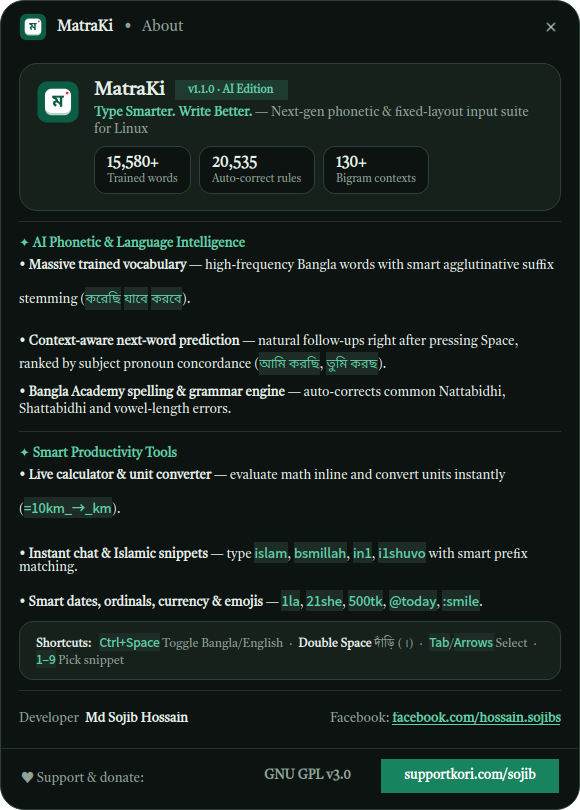 ম MatraKi • About ×
ম MatraKi v1.1.0 · AI Edition
Type Smarter. Write Better. — Next-gen phonetic & fixed-layout input suite
for Linux
15,580+ 20,535 130+
Trained words Auto-correct rules Bigram contexts
✦ AI Phonetic & Language Intelligence
• Massive trained vocabulary — high-frequency Bangla words with smart agglutinative suffix
stemming (করেছি যাবে করবে).
• Context-aware next-word prediction — natural follow-ups right after pressing Space,
ranked by subject pronoun concordance (আমি করছি, তুমি করছ).
• Bangla Academy spelling & grammar engine — auto-corrects common Nattabidhi,
Shattabidhi and vowel-length errors.
✦ Smart Productivity Tools
• Live calculator & unit converter — evaluate math inline and convert units instantly
(=10km_→_km).
• Instant chat & Islamic snippets — type islam, bsmillah, in1, i1shuvo with smart prefix
matching.
• Smart dates, ordinals, currency & emojis — 1la, 21she, 500tk, @today, :smile.
Shortcuts: Ctrl+Space Toggle Bangla/English · Double Space দাঁড়ি (।) · Tab/Arrows Select ·
1–9 Pick snippet
Developer Md Sojib Hossain Facebook: facebook.com/hossain.sojibs
♥ Support & donate: GNU GPL v3.0 supportkori.com/sojib